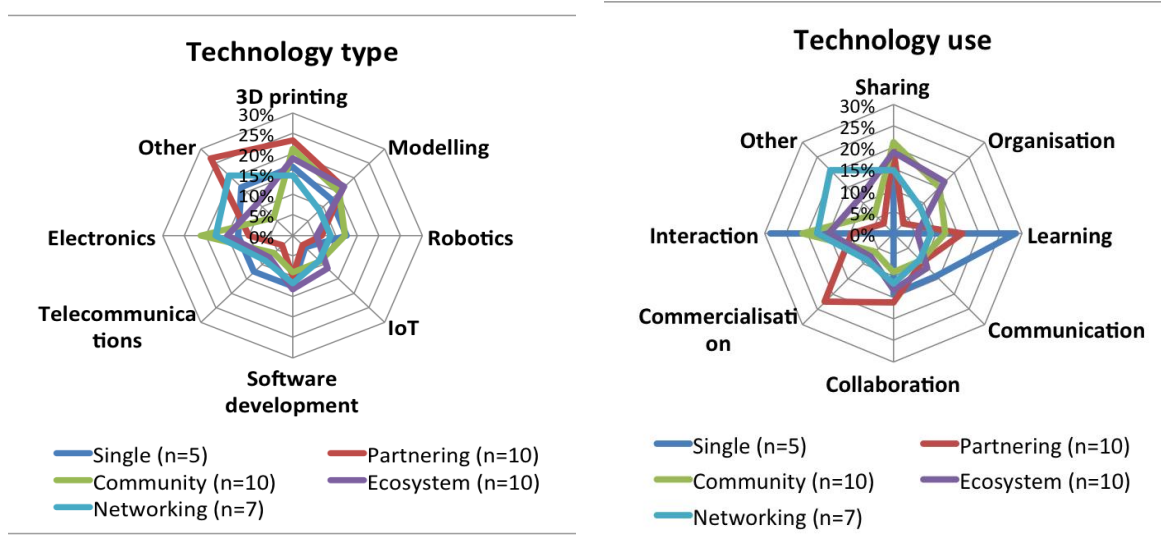 Technology type
3D printing
30%
25%
20%
15%
10%
5%
0%
Other
Modelling
Electronics
Robotics
Telecommunica
tions
IoT
Software
development
Single (n=5)
Partnering (n=10)
Community (n=10)
Ecosystem (n=10)
Networking (n=7)
Technology use
Sharing
30%
25%
20%
15%
10%
5%
0%
Other
Organisation
Interaction
Learning
Commercialisati
on
Communication
Collaboration
Single (n=5)
Partnering (n=10)
Community (n=10)
Ecosystem (n=10)
Networking (n=7)